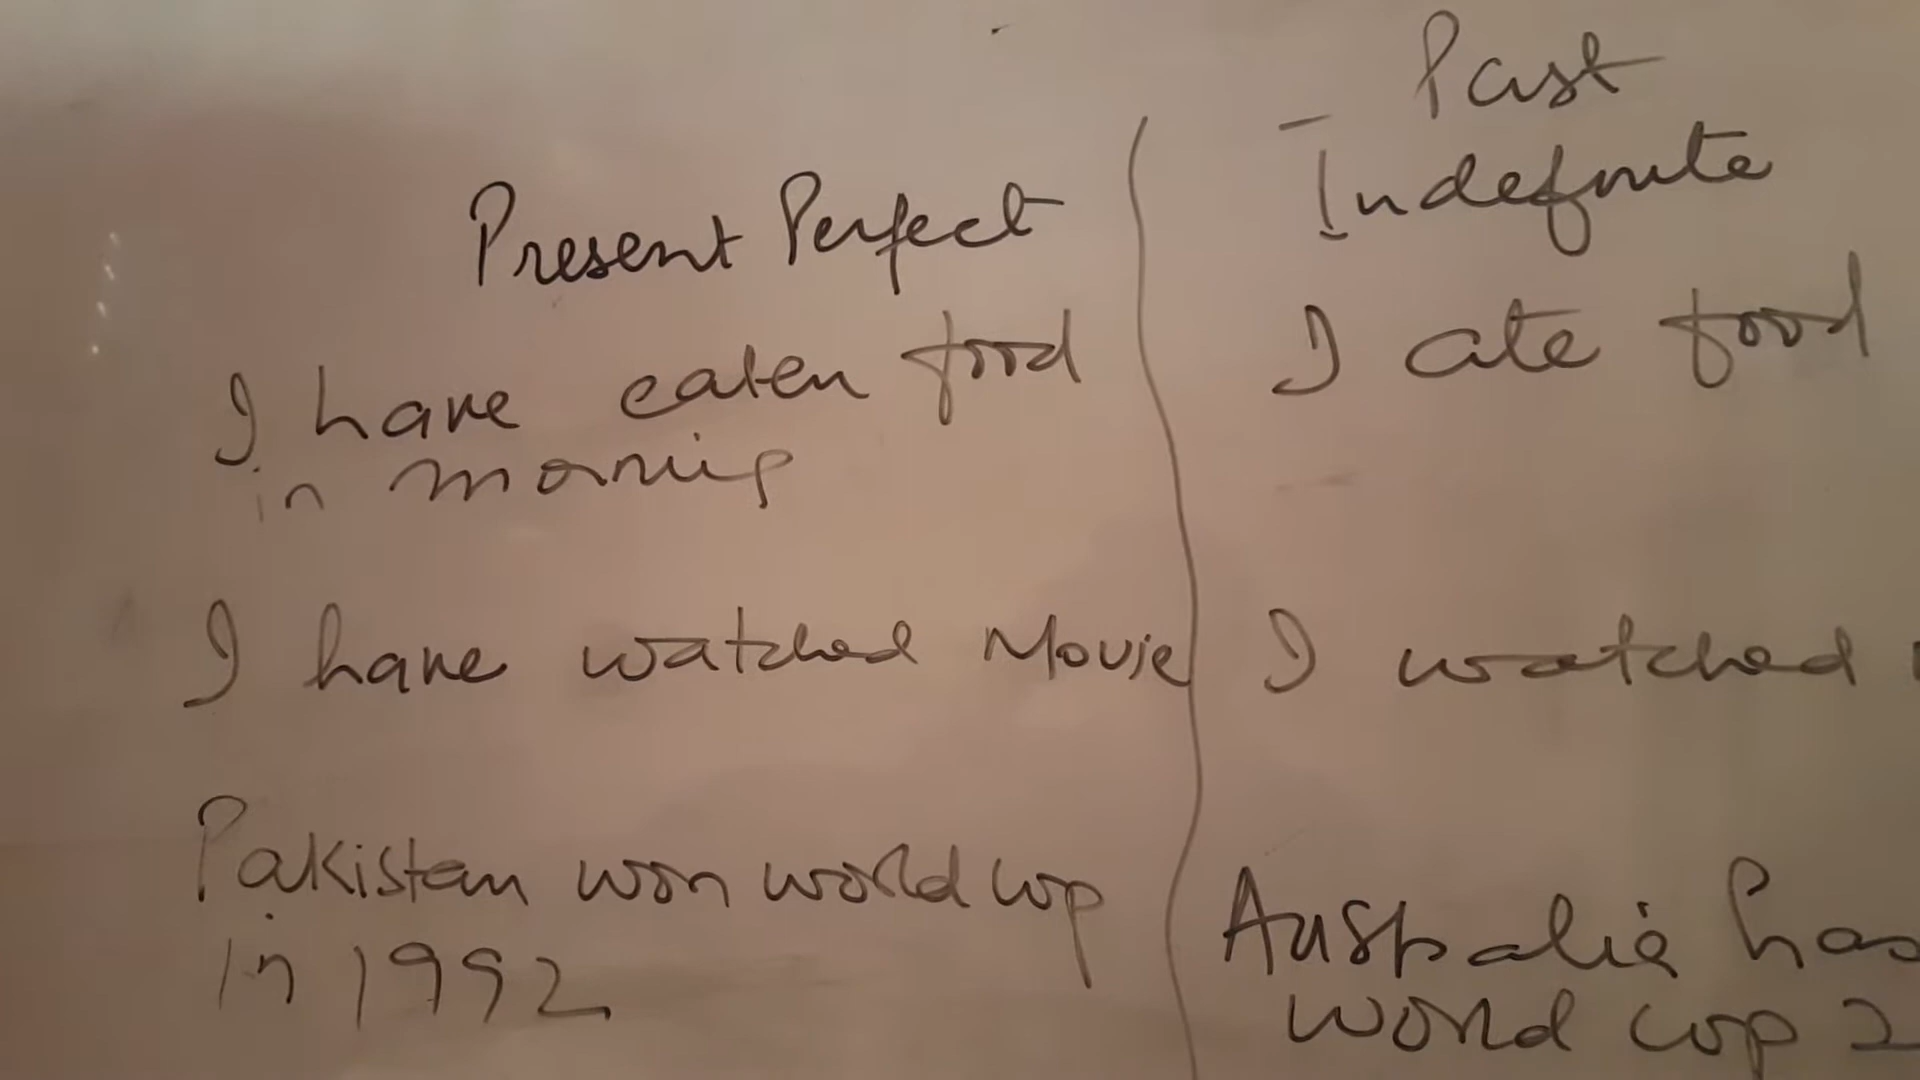 Present Perfect
I have eaten food
in morning
I have watched Movie
Pakistan won world cup
in 1992
Past
Indefinite
I ate food
I watched
Australia has
world cup 2